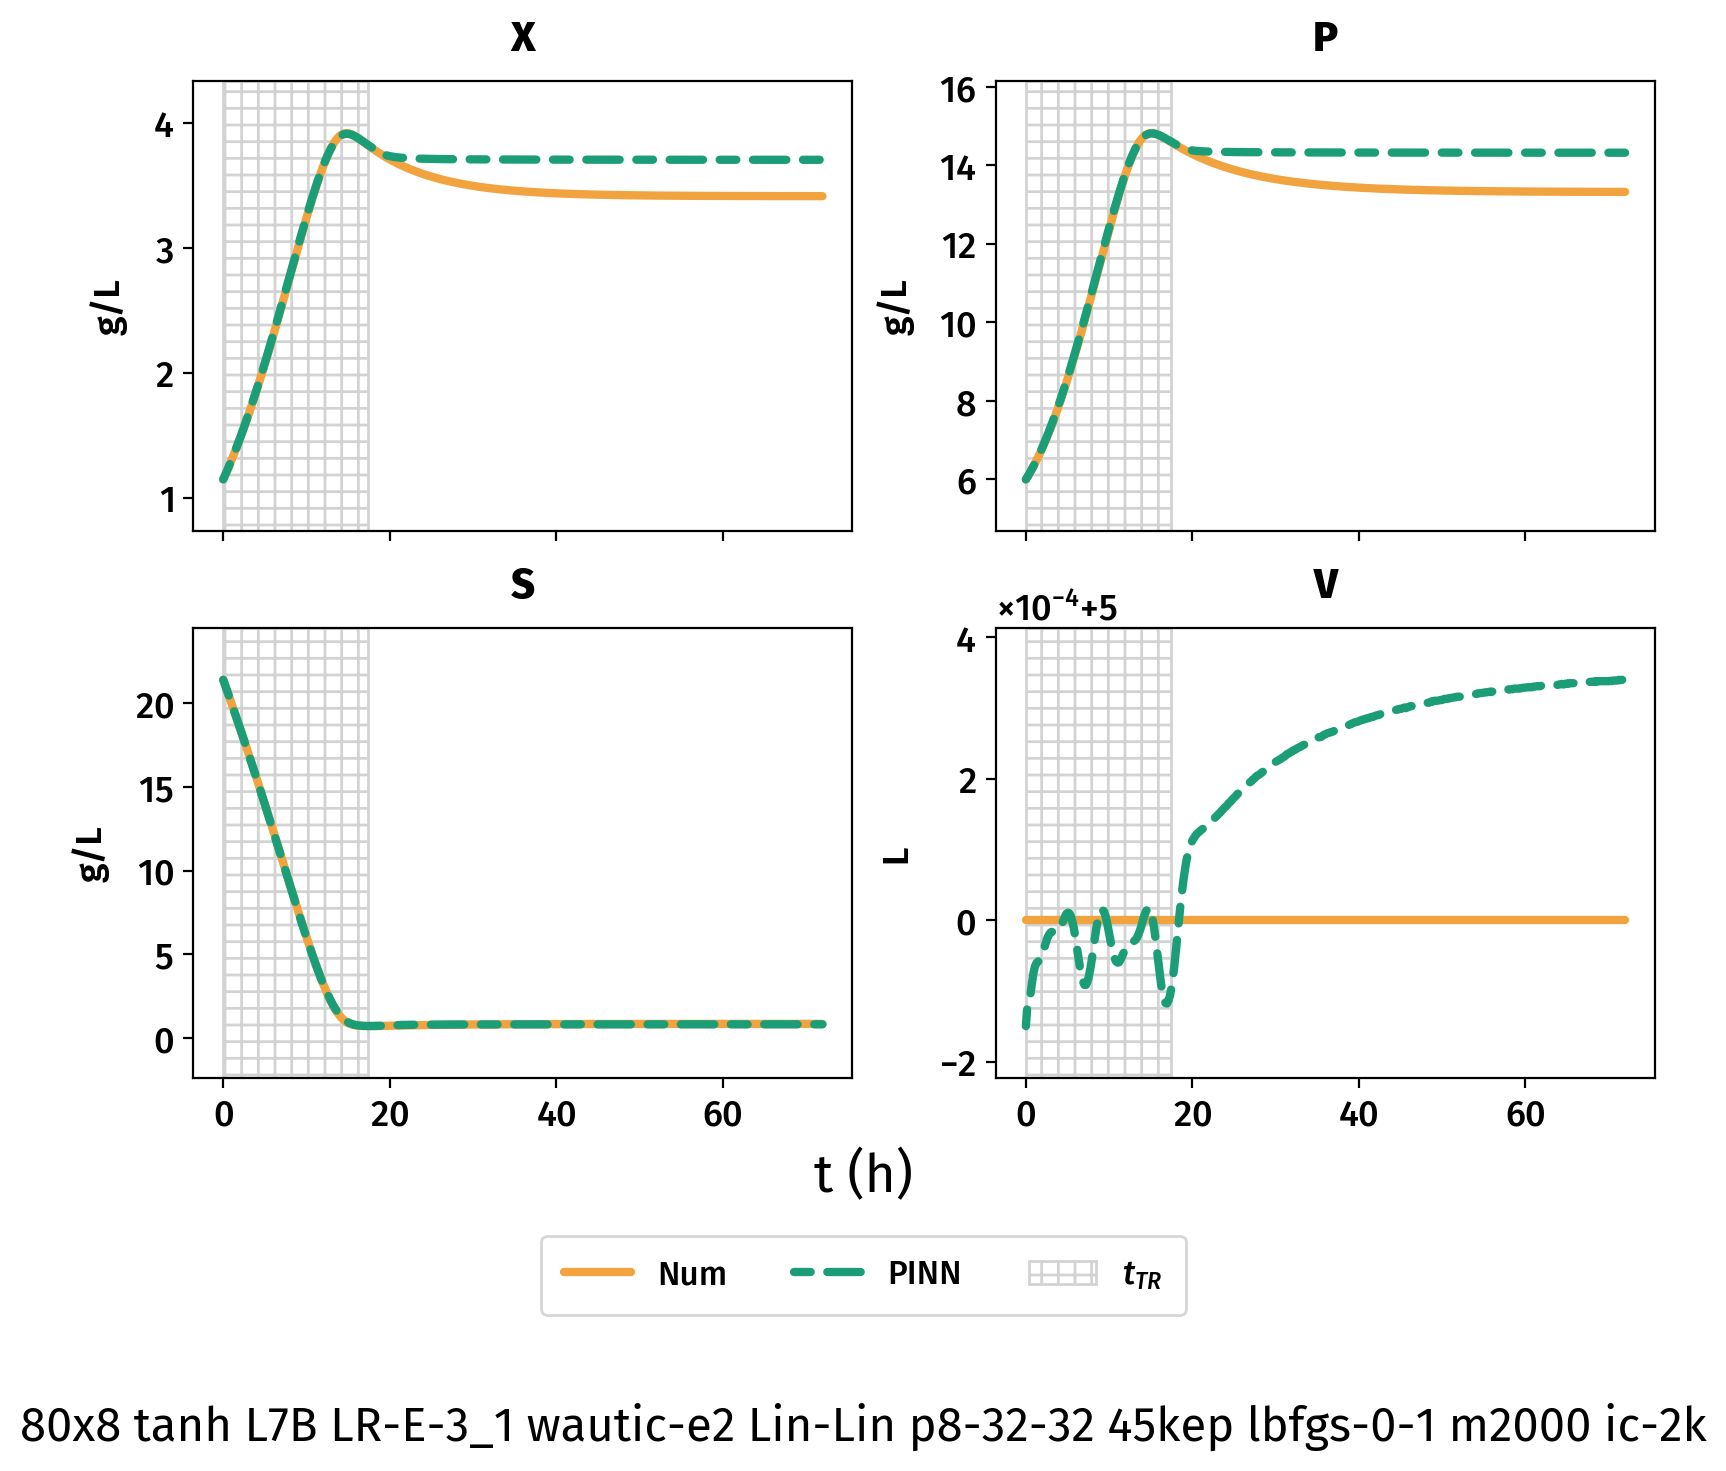 X
P
4
3
2
1
g/L
16
14
12
10
8
6
g/L
S
V
20
15
10
5
0
g/L
×10⁻⁴+5
4
2
0
−2
L
0 20 40 60
0 20 40 60
t (h)
Num PINN t_TR
80x8 tanh L7B LR-E-3_1 wautic-e2 Lin-Lin p8-32-32 45kep lbfgs-0-1 m2000 ic-2k